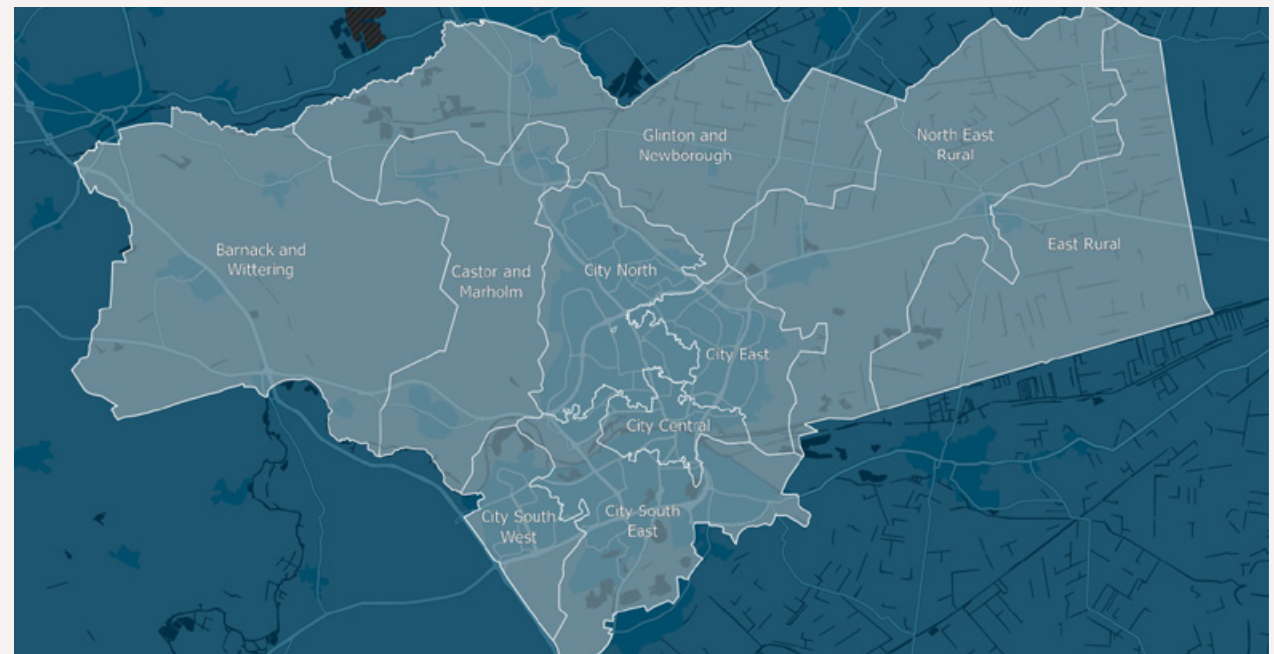 Glinton and
Newborough
North East
Rural
Barnack and
Wittering
Castor and
Marholm
City North
East Rural
City East
City Central
City South
West
City South
East